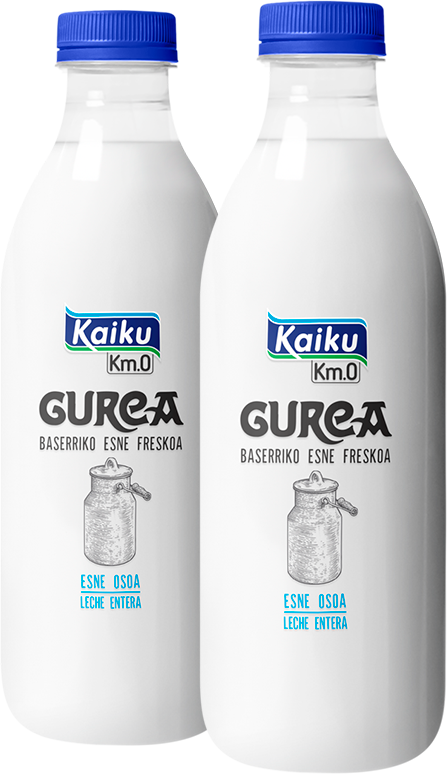 Kaiku
Km.0
GUREA
BASERRIKO ESNE FRESKOA
ESNE OSOA
LECHE ENTERA
Kaiku
Km.0
GUREA
BASERRIKO ESNE FRESKOA
ESNE OSOA
LECHE ENTERA